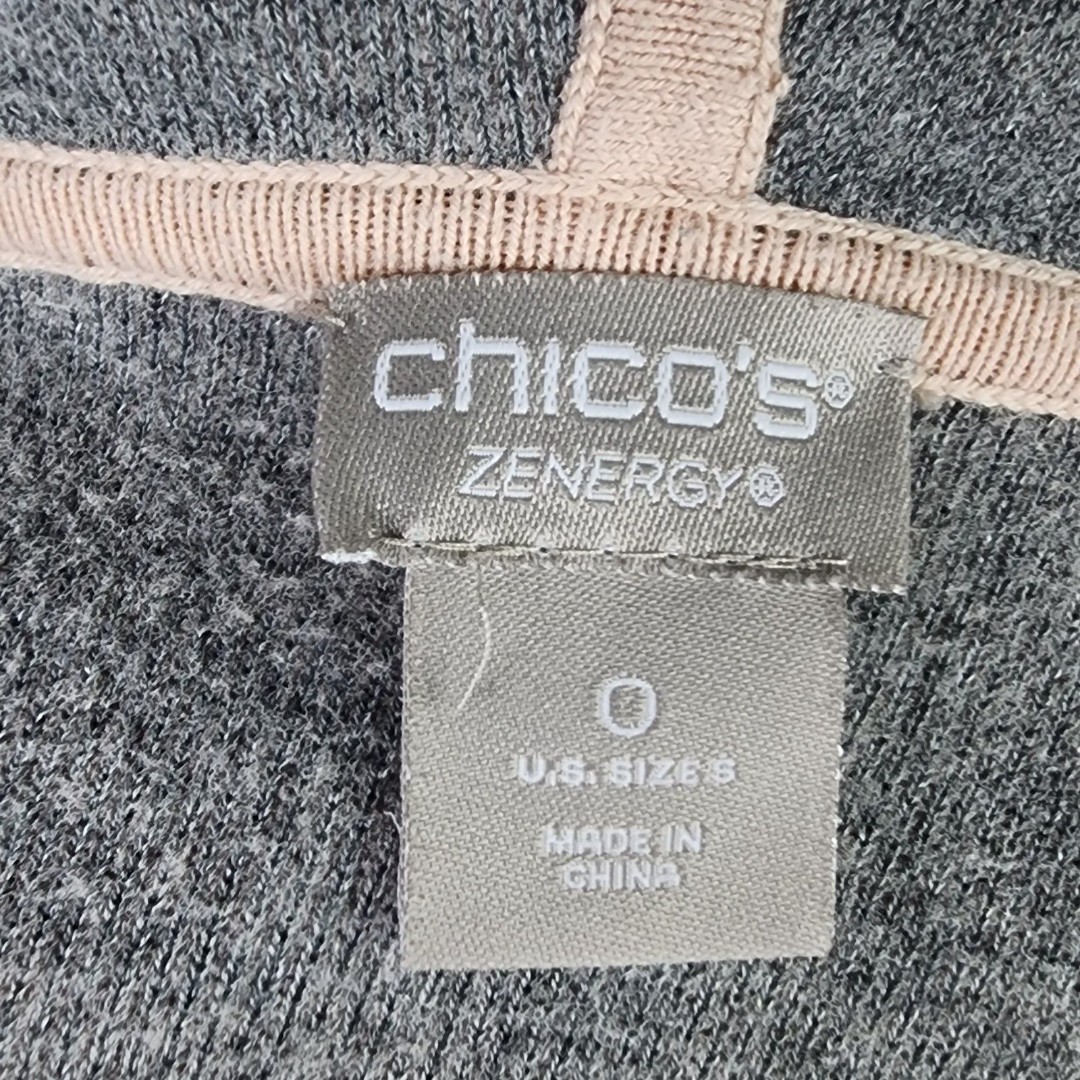 chico's®
ZENERGY®
0
U.S. SIZE S
MADE IN
CHINA